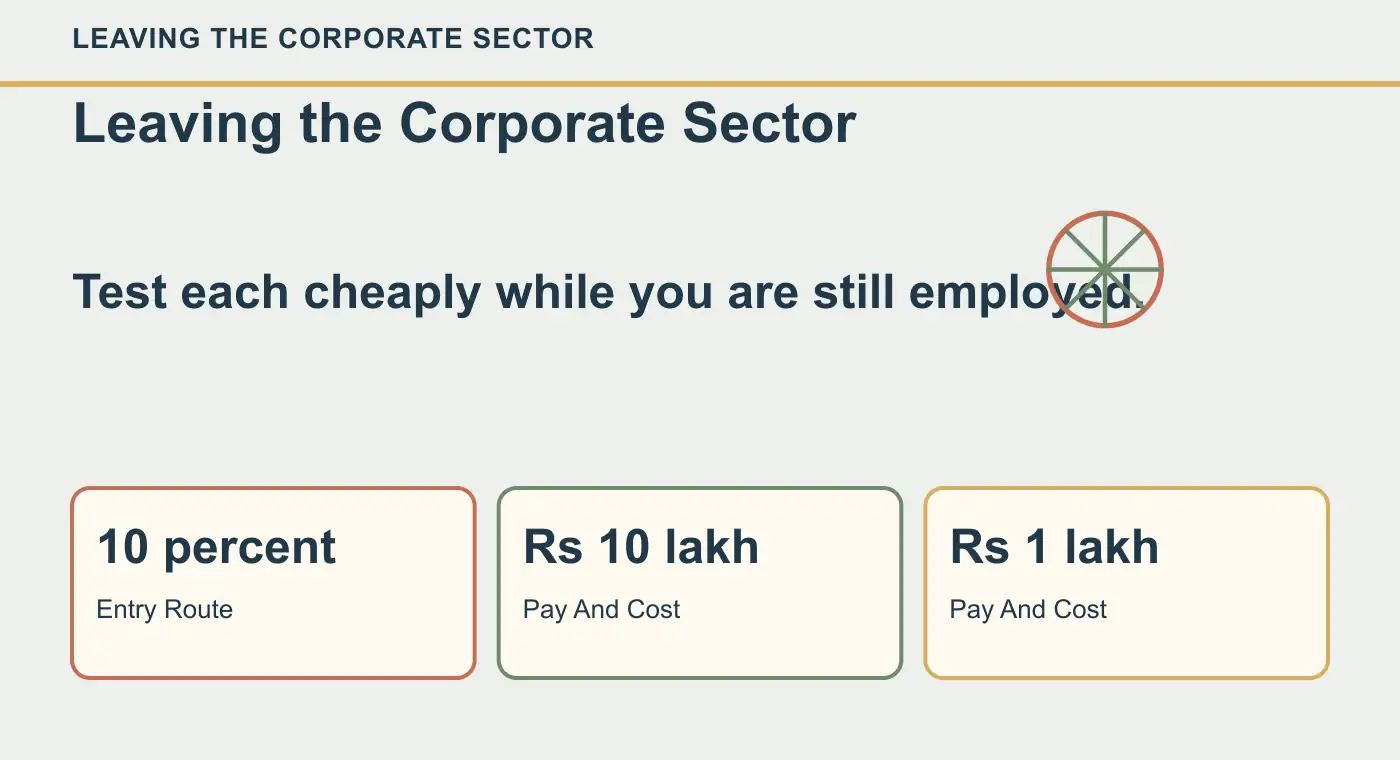 LEAVING THE CORPORATE SECTOR
Leaving the Corporate Sector
Test each cheaply while you are still employed.
10 percent
Entry Route
Rs 10 lakh
Pay And Cost
Rs 1 lakh
Pay And Cost